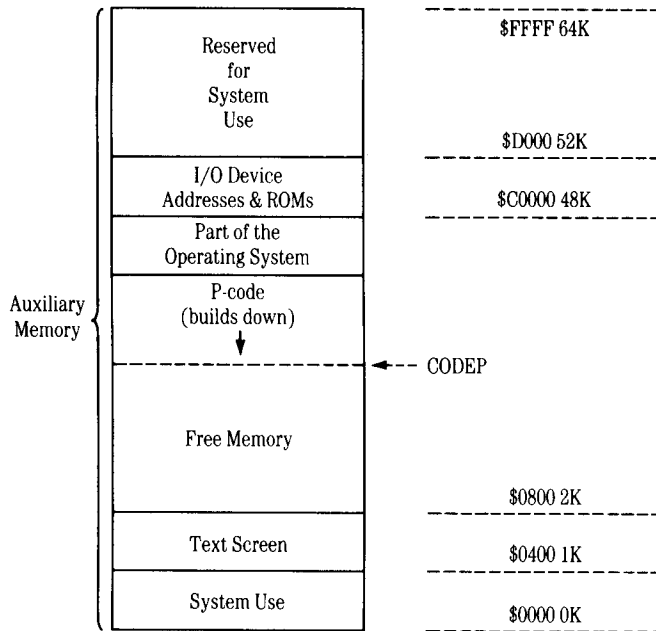 Reserved
for
System
Use
$FFFF 64K
$D000 52K
I/O Device
Addresses & ROMs
$C0000 48K
Part of the
Operating System
P-code
(builds down)
Auxiliary
Memory
CODEP
Free Memory
$0800 2K
Text Screen
$0400 1K
System Use
$0000 0K